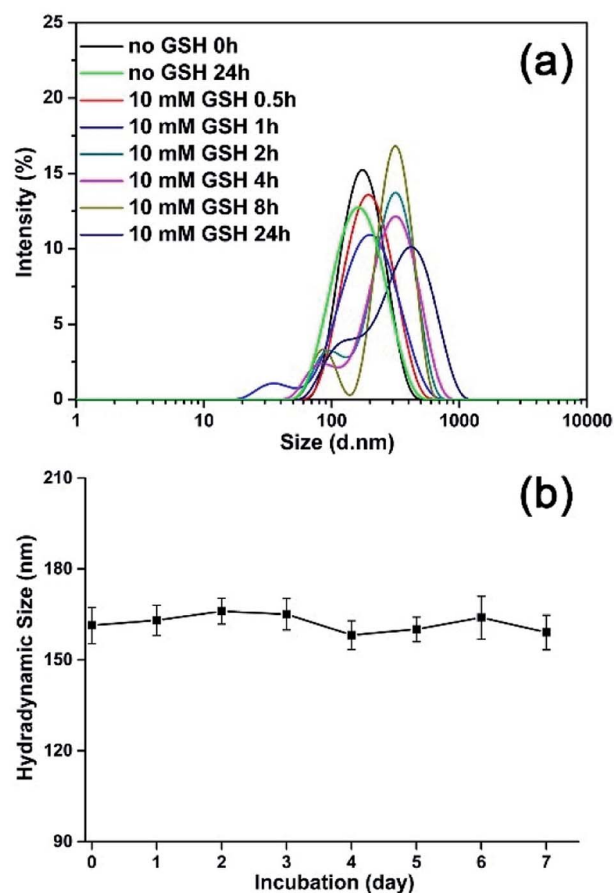 (a)
no GSH 0h
no GSH 24h
10 mM GSH 0.5h
10 mM GSH 1h
10 mM GSH 2h
10 mM GSH 4h
10 mM GSH 8h
10 mM GSH 24h
Intensity (%)
25
20
15
10
5
0
1 10 100 1000 10000
Size (d.nm)
(b)
Hydradynamic Size (nm)
210
180
150
120
90
0 1 2 3 4 5 6 7
Incubation (day)